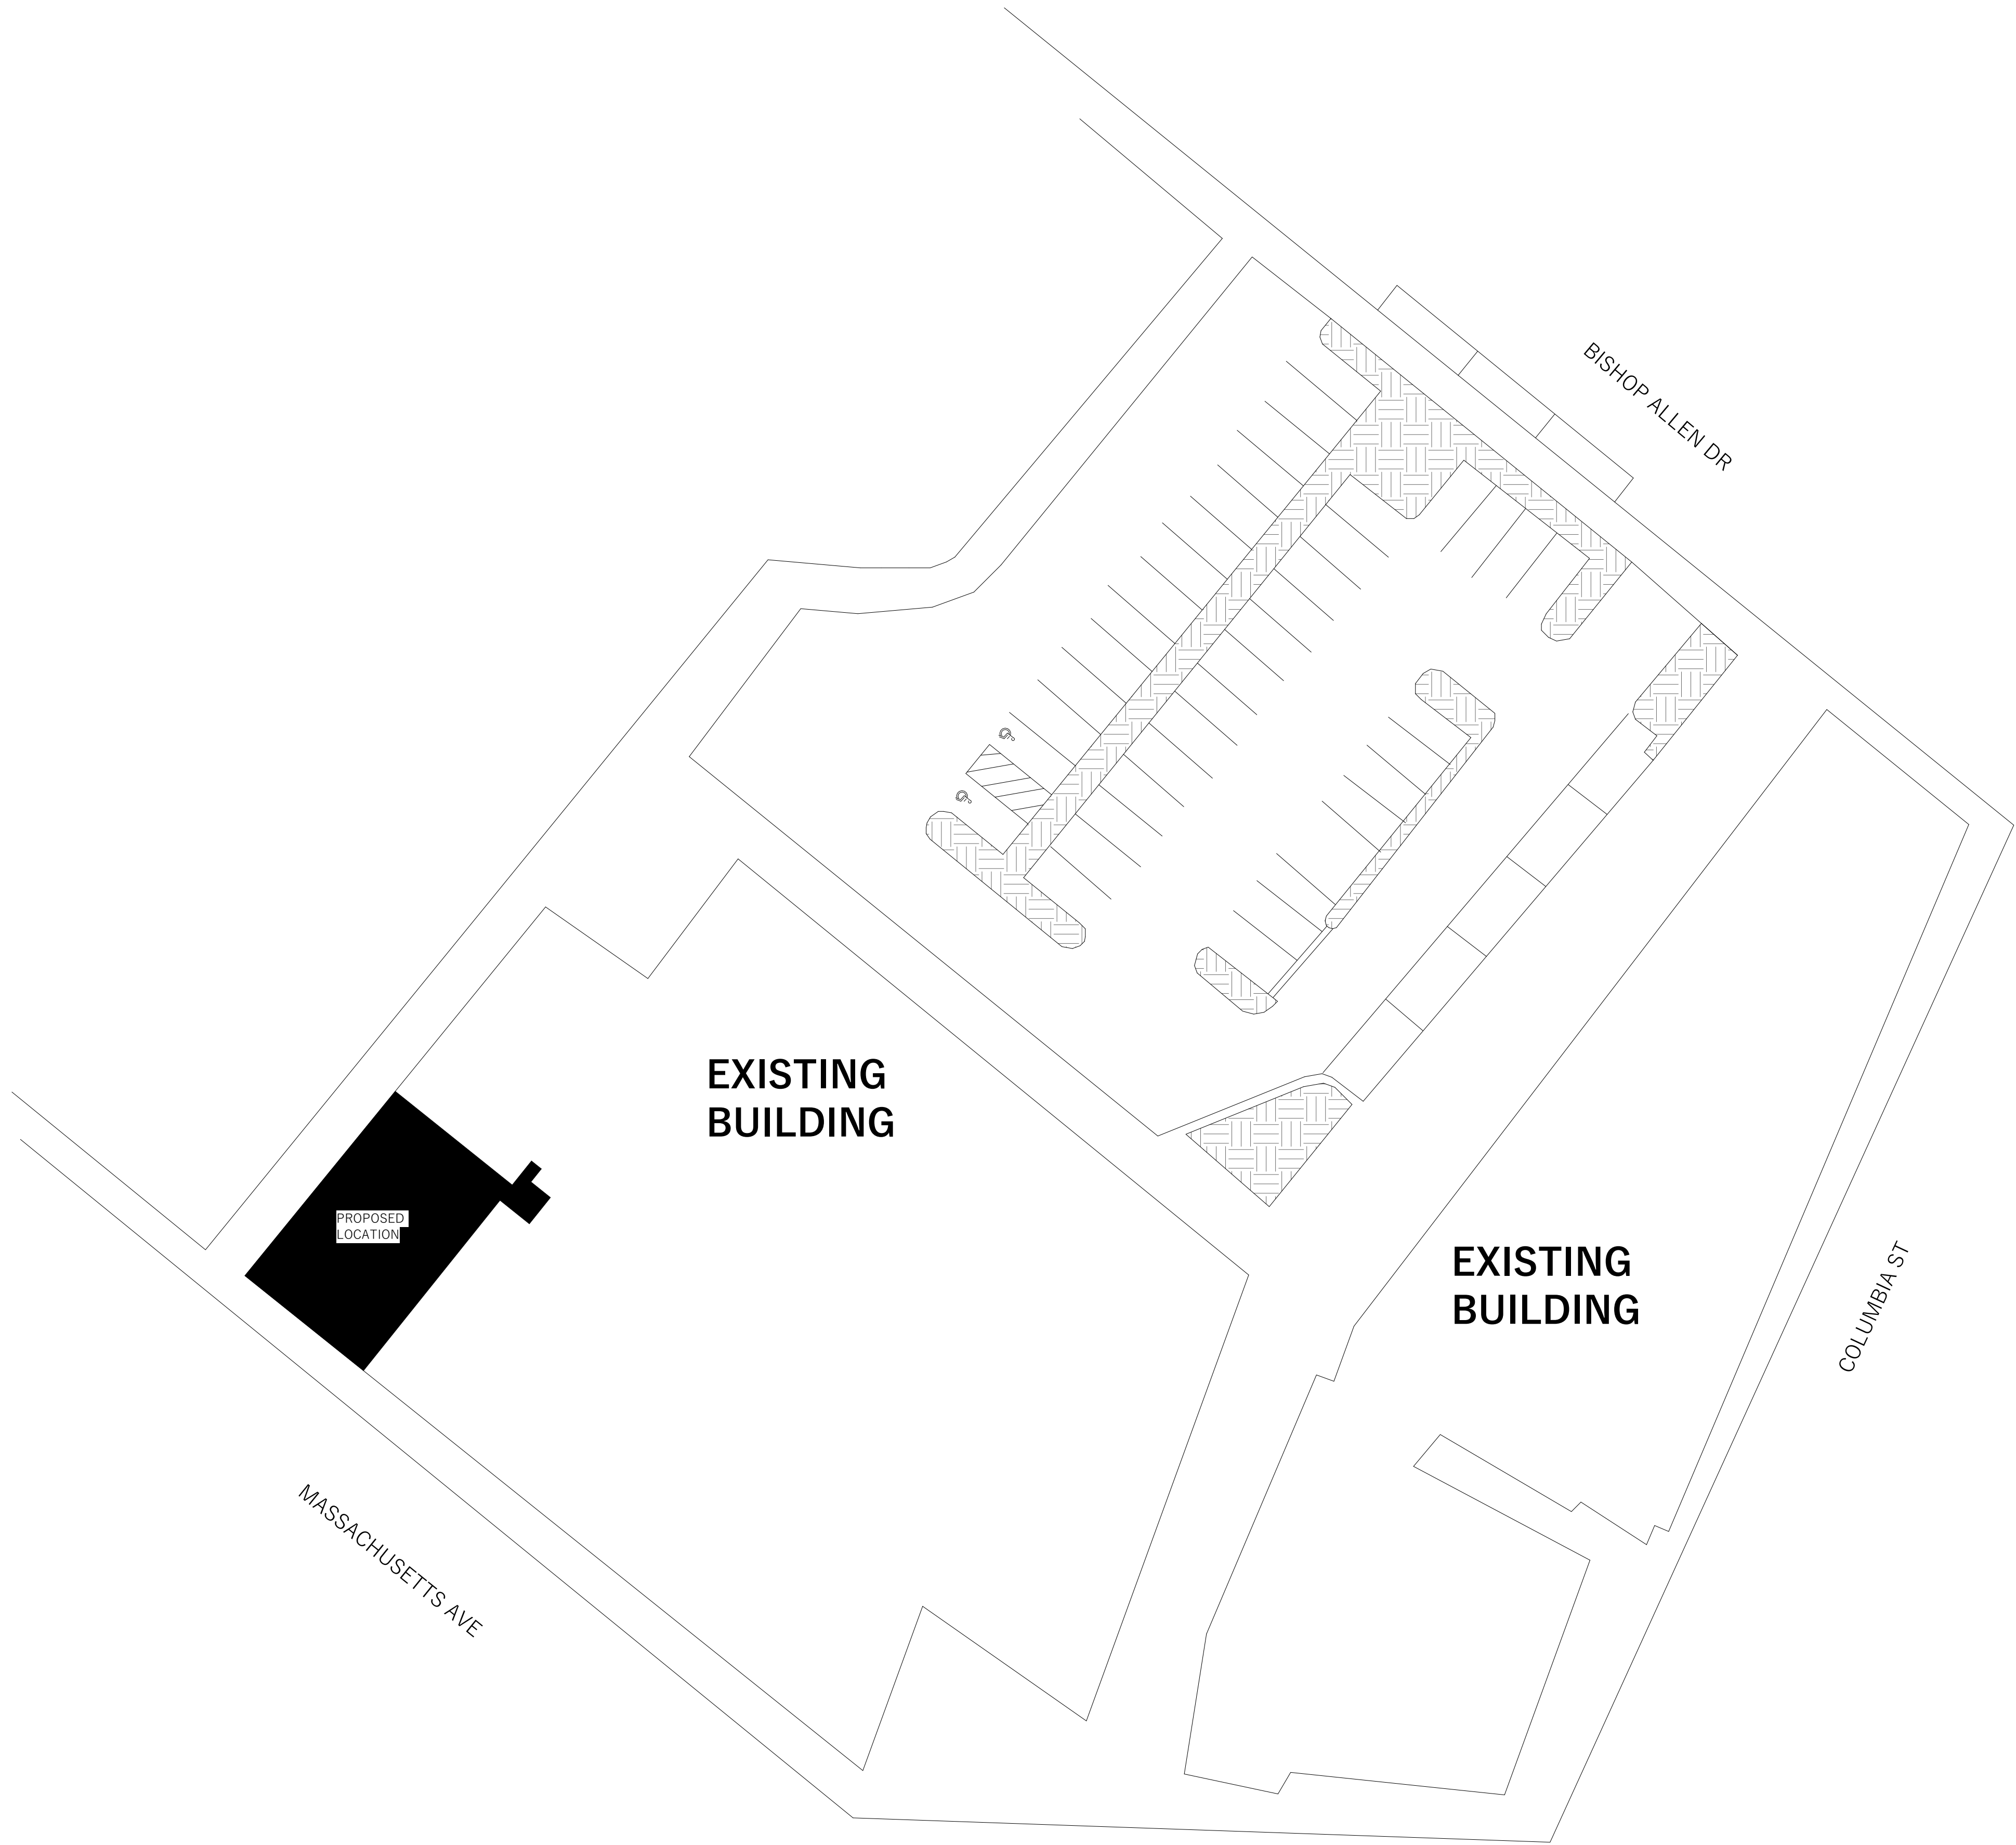 BISHOP ALLEN DR
EXISTING
BUILDING
PROPOSED
LOCATION
EXISTING
BUILDING
COLUMBIA ST
MASSACHUSETTS AVE